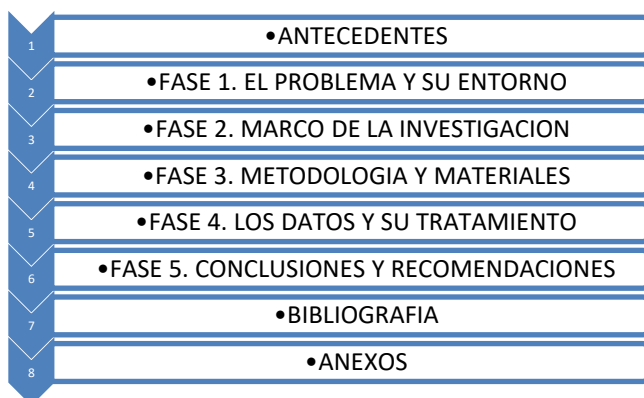 1 •ANTECEDENTES
2 •FASE 1. EL PROBLEMA Y SU ENTORNO
3 •FASE 2. MARCO DE LA INVESTIGACION
4 •FASE 3. METODOLOGIA Y MATERIALES
5 •FASE 4. LOS DATOS Y SU TRATAMIENTO
6 •FASE 5. CONCLUSIONES Y RECOMENDACIONES
7 •BIBLIOGRAFIA
8 •ANEXOS